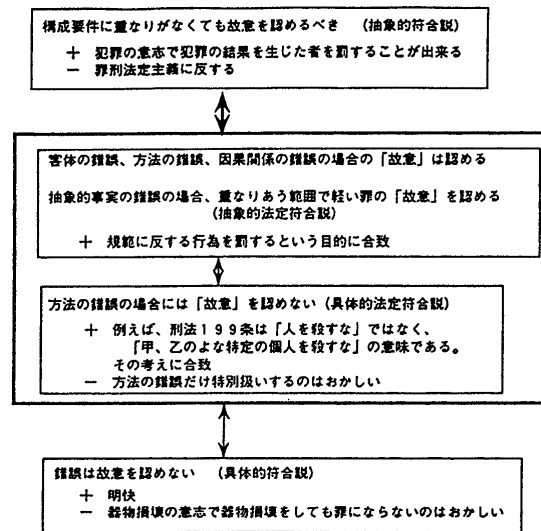 構成要件に重なりがなくても故意を認めるべき （抽象的符合説）
＋ 犯罪の意志で犯罪の結果を生じた者を罰することが出来る
－ 罪刑法定主義に反する
客体の錯誤、方法の錯誤、因果関係の錯誤の場合の「故意」は認める
抽象的事実の錯誤の場合、重なりあう範囲で軽い罪の「故意」を認める
（抽象的法定符合説）
＋ 規範に反する行為を罰するという目的に合致
方法の錯誤の場合には「故意」を認めない（具体的法定符合説）
＋ 例えば、刑法１９９条は「人を殺すな」ではなく、
「甲、乙のよな特定の個人を殺すな」の意味である。
その考えに合致
－ 方法の錯誤だけ特別扱いするのはおかしい
錯誤は故意を認めない （具体的符合説）
＋ 明快
－ 器物損壊の意志で器物損壊をしても罪にならないのはおかしい